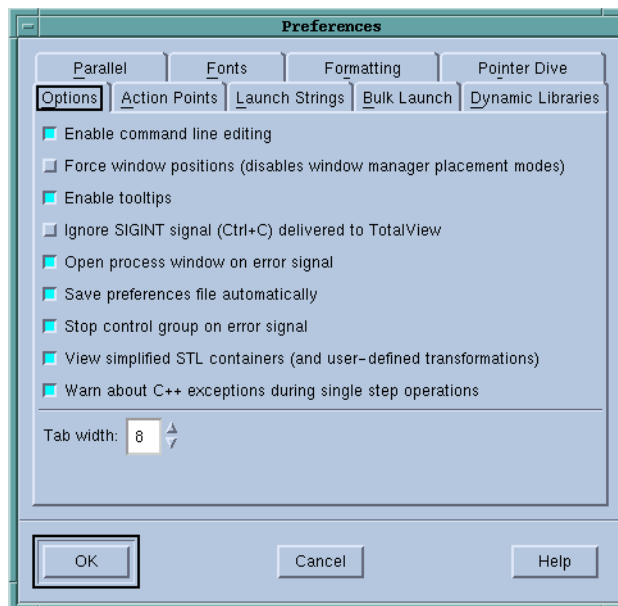 Preferences
Parallel Fonts Formatting Pointer Dive
Options Action Points Launch Strings Bulk Launch Dynamic Libraries
Enable command line editing
Force window positions (disables window manager placement modes)
Enable tooltips
Ignore SIGINT signal (Ctrl+C) delivered to TotalView
Open process window on error signal
Save preferences file automatically
Stop control group on error signal
View simplified STL containers (and user-defined transformations)
Warn about C++ exceptions during single step operations
Tab width: 8
OK Cancel Help